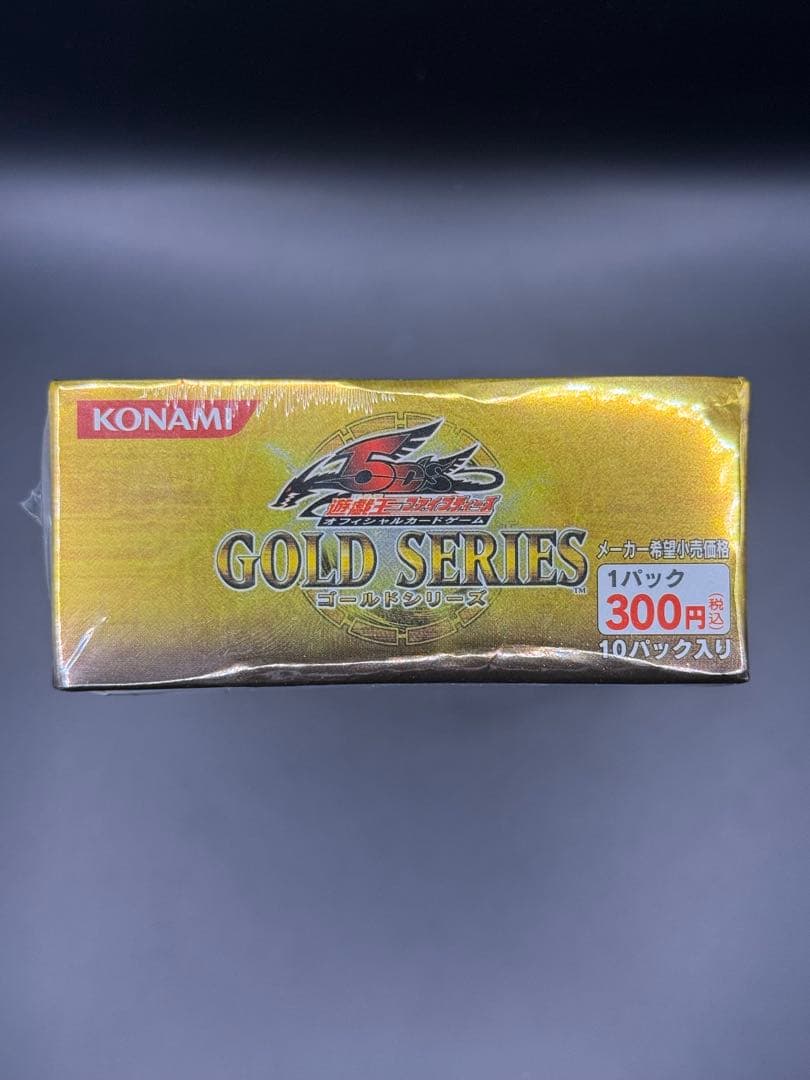 KONAMI
5D's
遊戯王ファイブディーズ
オフィシャルカードゲーム
GOLD SERIES™
ゴールドシリーズ
メーカー希望小売価格
1パック
300円(税込)
10パック入り